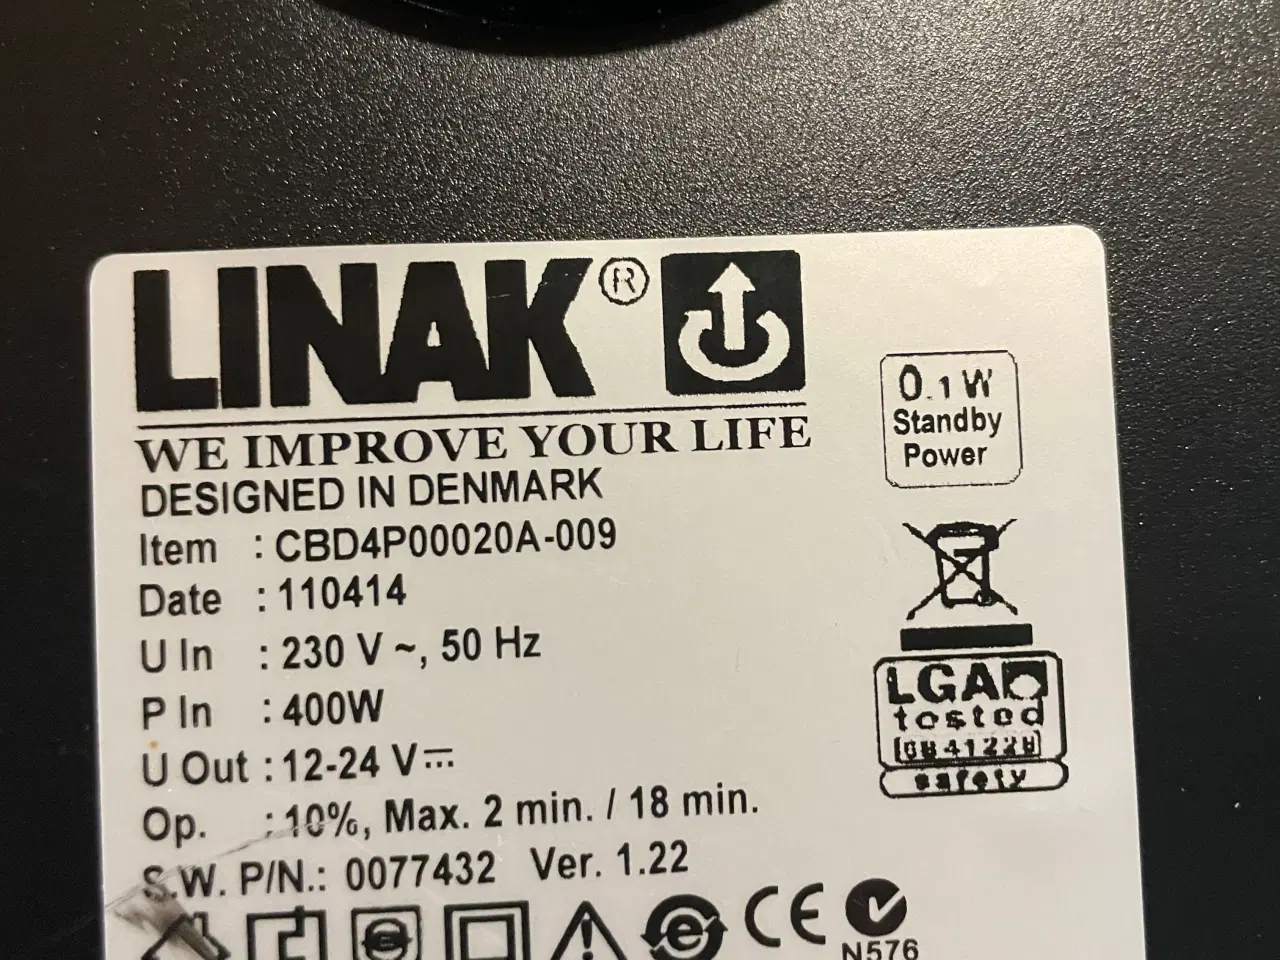 LINAK®
WE IMPROVE YOUR LIFE
DESIGNED IN DENMARK
Item : CBD4P00020A-009
Date : 110414
U In : 230 V ~, 50 Hz
P In : 400W
U Out : 12-24 V⎓
Op. : 10%, Max. 2 min. / 18 min.
S.W. P/N.: 0077432 Ver. 1.22
0.1 W
Standby
Power
LGA
tested
safety
CE
N576